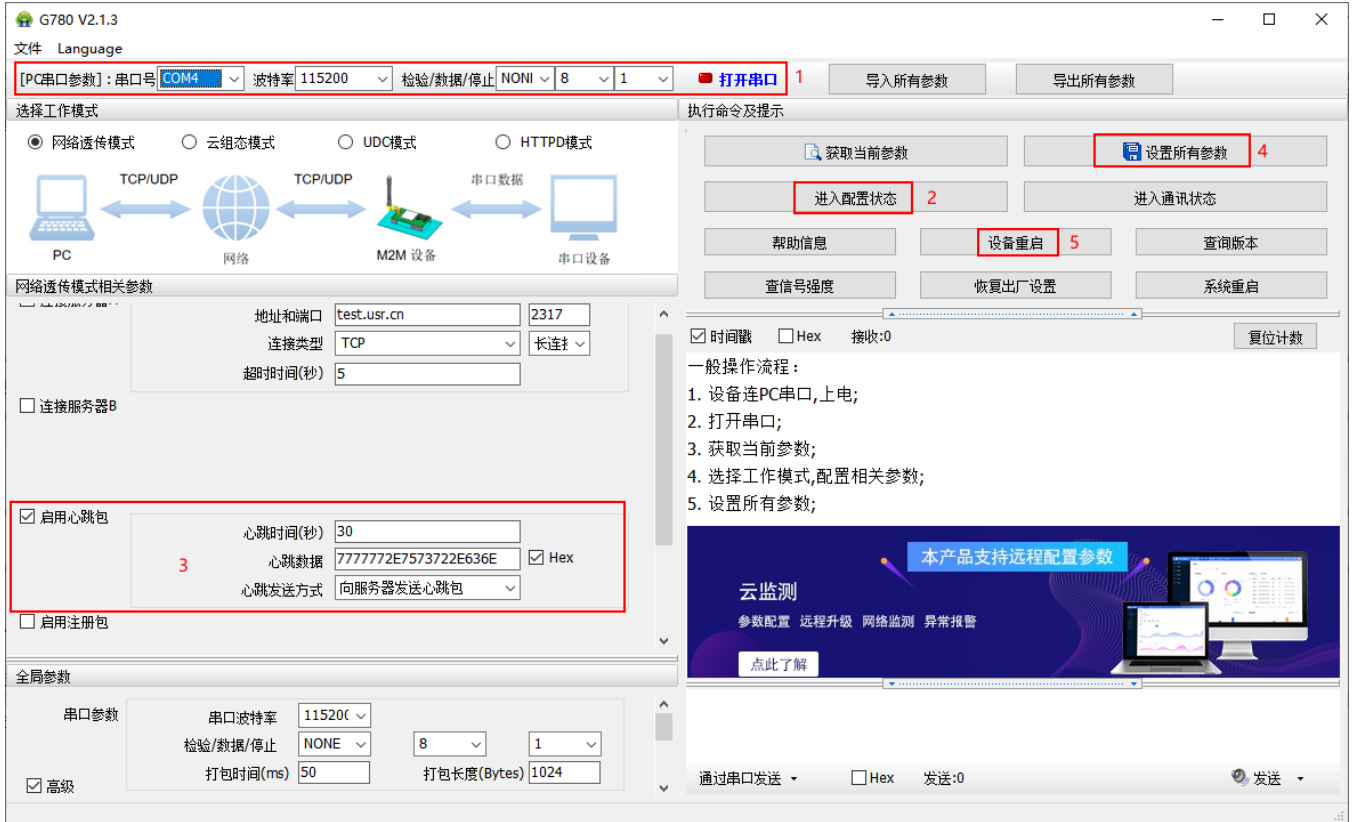 G780 V2.1.3
文件 Language
[PC串口参数]：串口号 COM4 波特率 115200 检验/数据/停止 NONI 8 1 打开串口 1 导入所有参数 导出所有参数
选择工作模式
网络透传模式 云组态模式 UDC模式 HTTPD模式
TCP/UDP TCP/UDP 串口数据
PC 网络 M2M 设备 串口设备
网络透传模式相关参数
地址和端口 test.usr.cn 2317
连接类型 TCP
超时时间(秒) 5
连接服务器B
启用心跳包
心跳时间(秒) 30
3 心跳数据 7777772E7573722E636E Hex
心跳发送方式 向服务器发送心跳包
启用注册包
全局参数
串口参数 串口波特率 11520(
检验/数据/停止 NONE 8 1
打包时间(ms) 50 打包长度(Bytes) 1024
高级
执行命令及提示
获取当前参数 设置所有参数 4
进入配置状态 2 进入通讯状态
帮助信息 设备重启 5 查询版本
查信号强度 恢复出厂设置 系统重启
时间戳 Hex 接收:0 复位计数
一般操作流程：
1. 设备连PC串口,上电;
2. 打开串口;
3. 获取当前参数;
4. 选择工作模式,配置相关参数;
5. 设置所有参数;
本产品支持远程配置参数
云监测
参数配置 远程升级 网络监测 异常报警
点此了解
通过串口发送 Hex 发送:0 发送